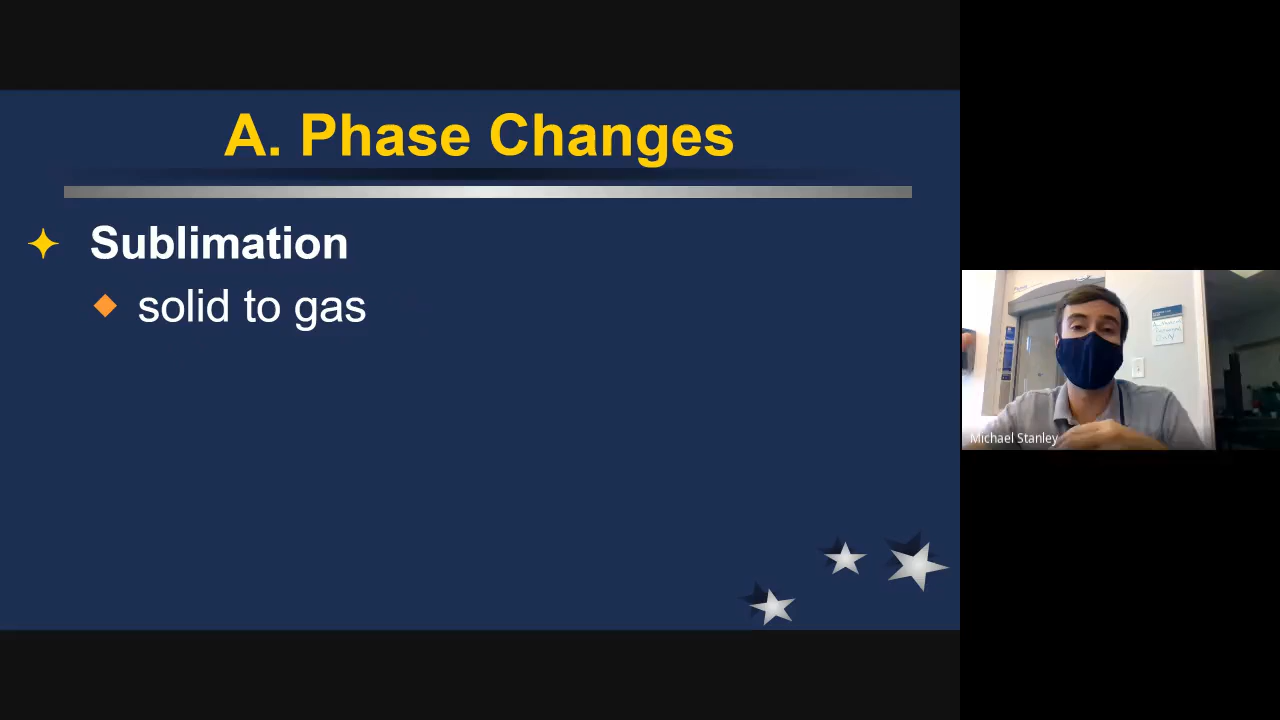 A. Phase Changes
Sublimation
solid to gas
Michael Stanley